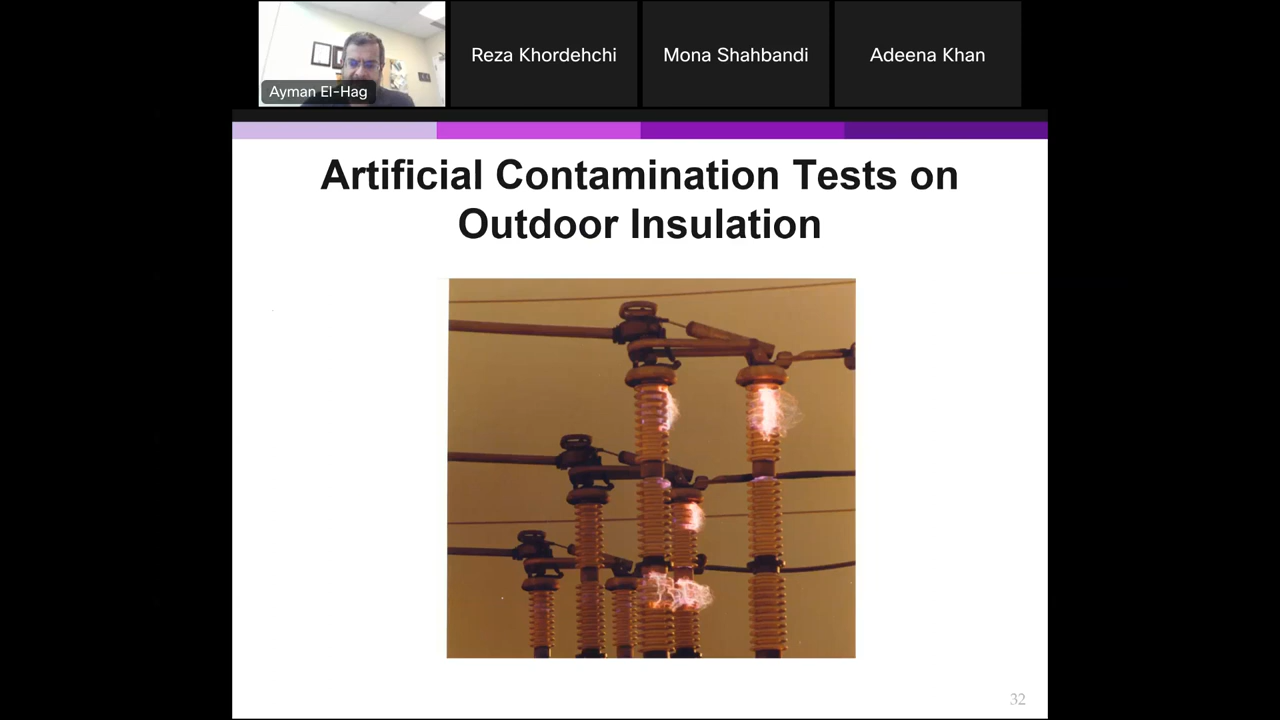 Ayman El-Hag
Reza Khordehchi
Mona Shahbandi
Adeena Khan
Artificial Contamination Tests on
Outdoor Insulation
32